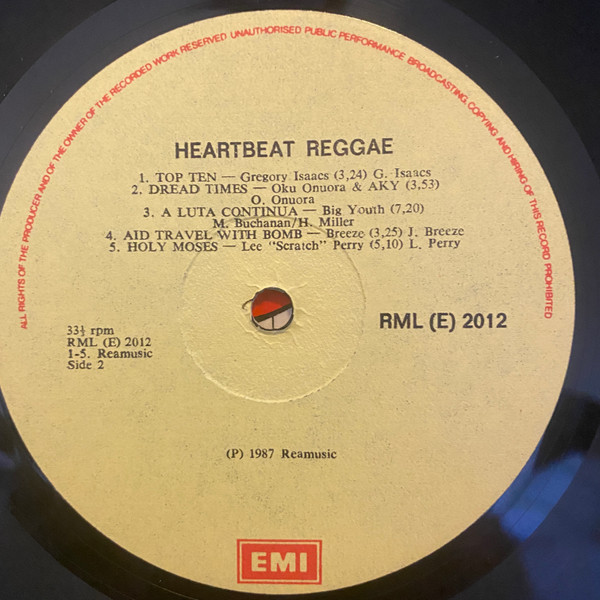 ALL RIGHTS OF THE PRODUCER AND OF THE OWNER OF THE RECORDED WORK RESERVED UNAUTHORISED PUBLIC PERFORMANCE BROADCASTING, COPYING AND HIRING OF THIS RECORD PROHIBITED
HEARTBEAT REGGAE
1. TOP TEN — Gregory Isaacs (3,24) G. Isaacs
2. DREAD TIMES — Oku Onuora & AKY (3,53)
O. Onuora
3. A LUTA CONTINUA — Big Youth (7,20)
M. Buchanan/H. Miller
4. AID TRAVEL WITH BOMB — Breeze (3,25) J. Breeze
5. HOLY MOSES — Lee "Scratch" Perry (5,10) L. Perry
33⅓ rpm
RML (E) 2012
1-5. Reamusic
Side 2
RML (E) 2012
(P) 1987 Reamusic
EMI